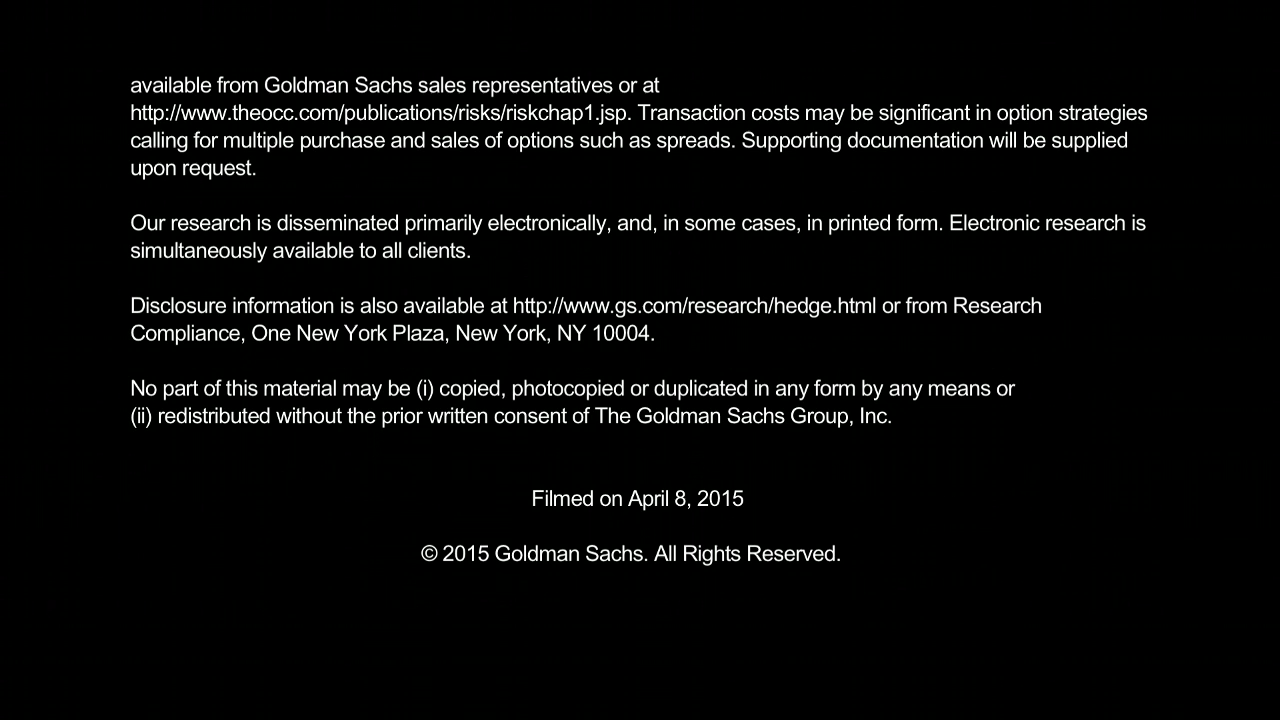 available from Goldman Sachs sales representatives or at
http://www.theocc.com/publications/risks/riskchap1.jsp. Transaction costs may be significant in option strategies
calling for multiple purchase and sales of options such as spreads. Supporting documentation will be supplied
upon request.
Our research is disseminated primarily electronically, and, in some cases, in printed form. Electronic research is
simultaneously available to all clients.
Disclosure information is also available at http://www.gs.com/research/hedge.html or from Research
Compliance, One New York Plaza, New York, NY 10004.
No part of this material may be (i) copied, photocopied or duplicated in any form by any means or
(ii) redistributed without the prior written consent of The Goldman Sachs Group, Inc.
Filmed on April 8, 2015
© 2015 Goldman Sachs. All Rights Reserved.